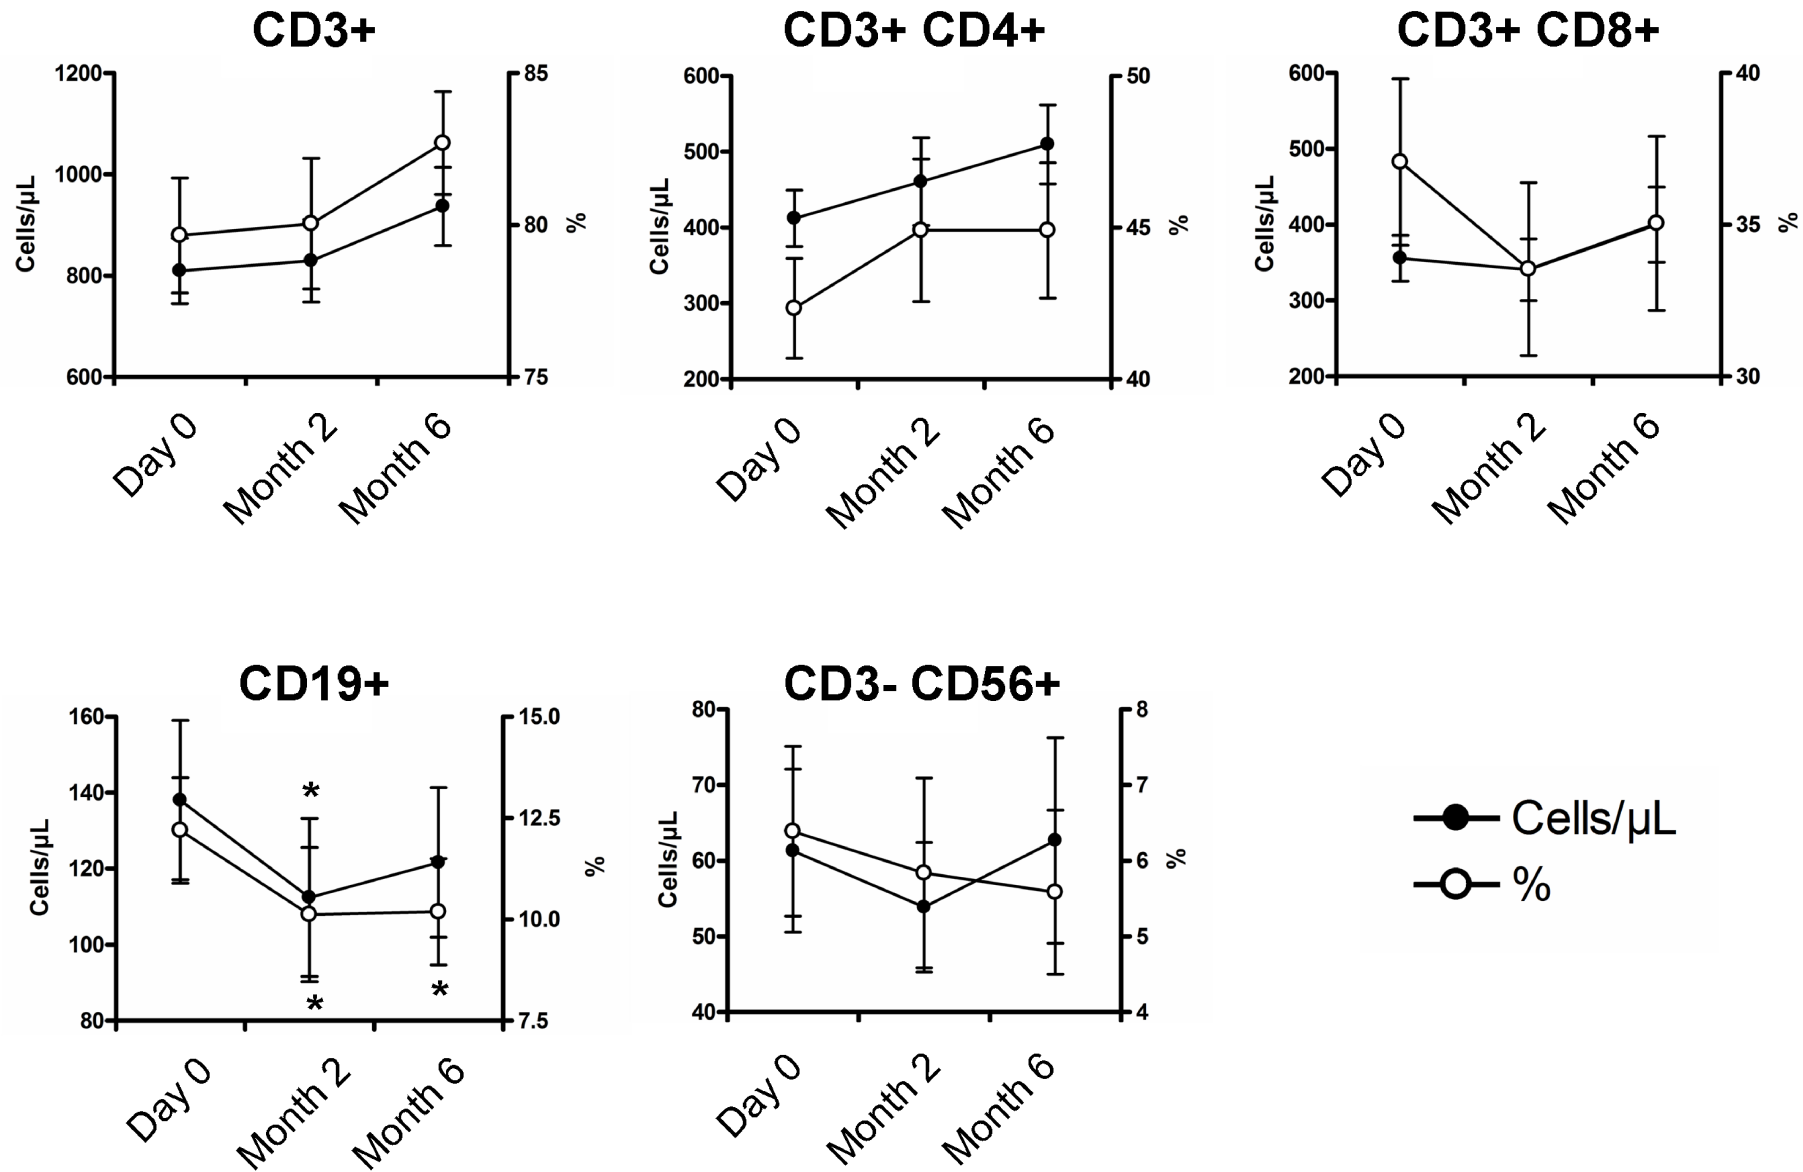 CD3+
1200
1000
800
600
Cells/µL
85
80
75
%
Day 0
Month 2
Month 6
CD3+ CD4+
600
500
400
300
200
Cells/µL
50
45
40
%
Day 0
Month 2
Month 6
CD3+ CD8+
600
500
400
300
200
Cells/µL
40
35
30
%
Day 0
Month 2
Month 6
CD19+
160
140
120
100
80
Cells/µL
15.0
12.5
10.0
7.5
%
*
*
*
Day 0
Month 2
Month 6
CD3- CD56+
80
70
60
50
40
Cells/µL
8
7
6
5
4
%
Day 0
Month 2
Month 6
Cells/µL
%